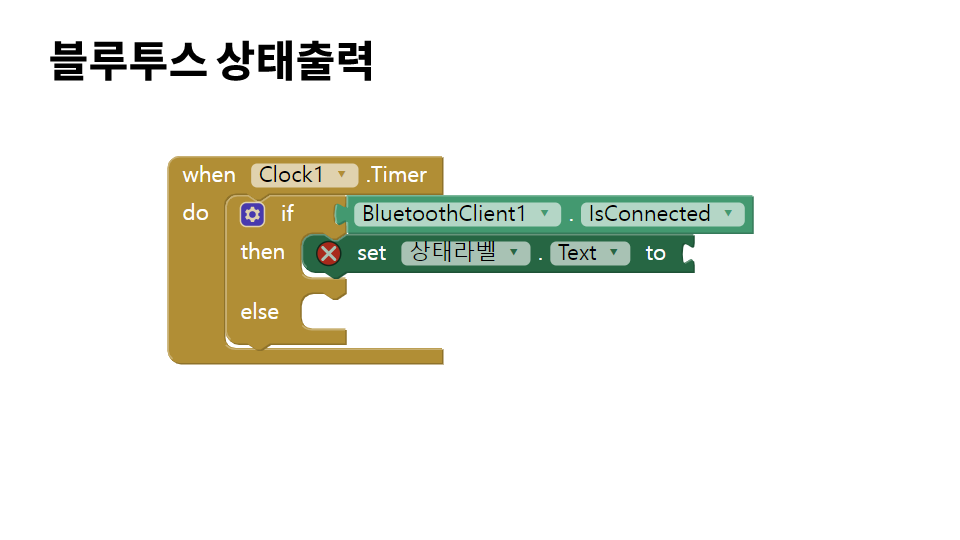 블루투스 상태출력
when Clock1 .Timer
do if BluetoothClient1 . IsConnected
then set 상태라벨 . Text to
else